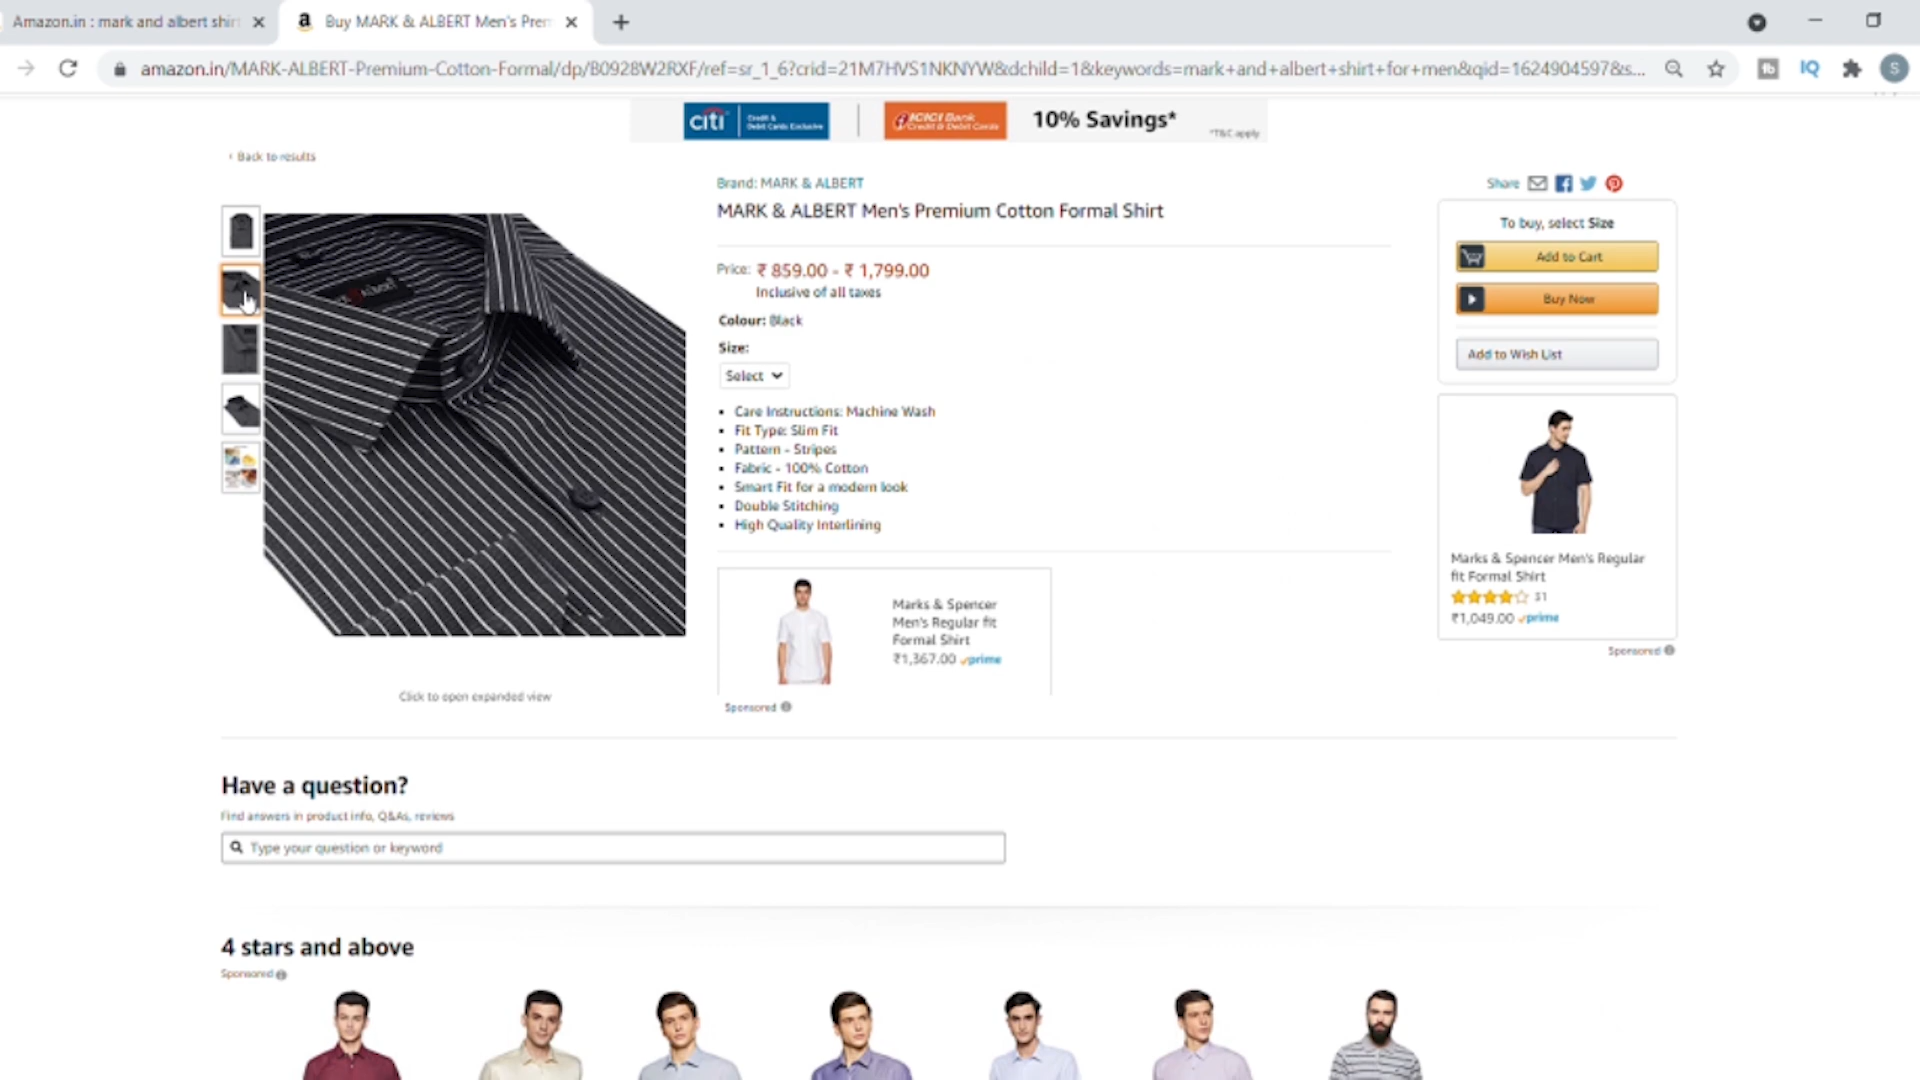 Amazon.in : mark and albert shirt
Buy MARK & ALBERT Men's Prem
amazon.in/MARK-ALBERT-Premium-Cotton-Formal/dp/B0928W2RXF/ref=sr_1_6?crid=21M7HVS1NKNYW&dchild=1&keywords=mark+and+albert+shirt+for+men&qid=1624904597&s...
IQ
S
citi
Credit &
Debit Cards Exclusive
ICICI Bank
Credit & Debit Cards
10% Savings*
*T&C apply
‹ Back to results
Brand: MARK & ALBERT
MARK & ALBERT Men's Premium Cotton Formal Shirt
Price: ₹ 859.00 - ₹ 1,799.00
Inclusive of all taxes
Colour: Black
Size:
Select
• Care Instructions: Machine Wash
• Fit Type: Slim Fit
• Pattern - Stripes
• Fabric - 100% Cotton
• Smart Fit for a modern look
• Double Stitching
• High Quality Interlining
Marks & Spencer
Men's Regular fit
Formal Shirt
₹1,367.00 prime
Sponsored
Click to open expanded view
Share
To buy, select Size
Add to Cart
Buy Now
Add to Wish List
Marks & Spencer Men's Regular
fit Formal Shirt
31
₹1,049.00 prime
Sponsored
Have a question?
Find answers in product info, Q&As, reviews
Type your question or keyword
4 stars and above
Sponsored